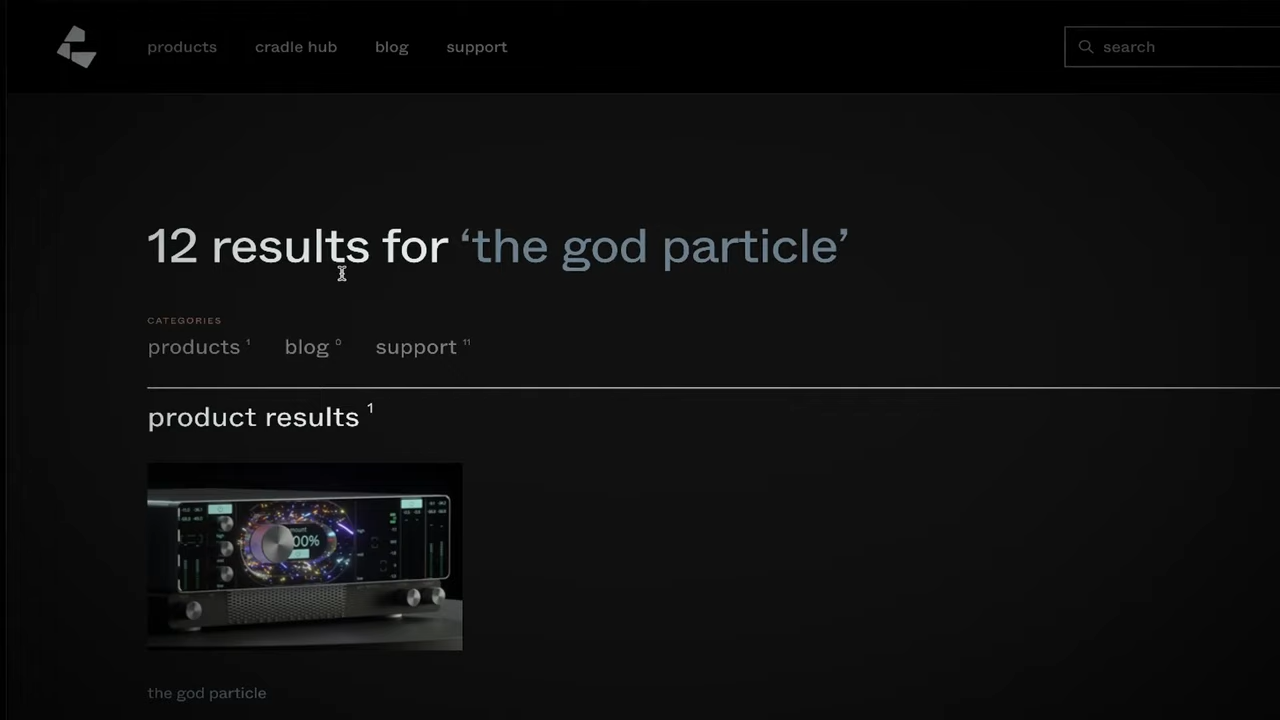 products cradle hub blog support search
12 results for ‘the god particle’
CATEGORIES
products 1 blog 0 support 11
product results 1
00%
the god particle